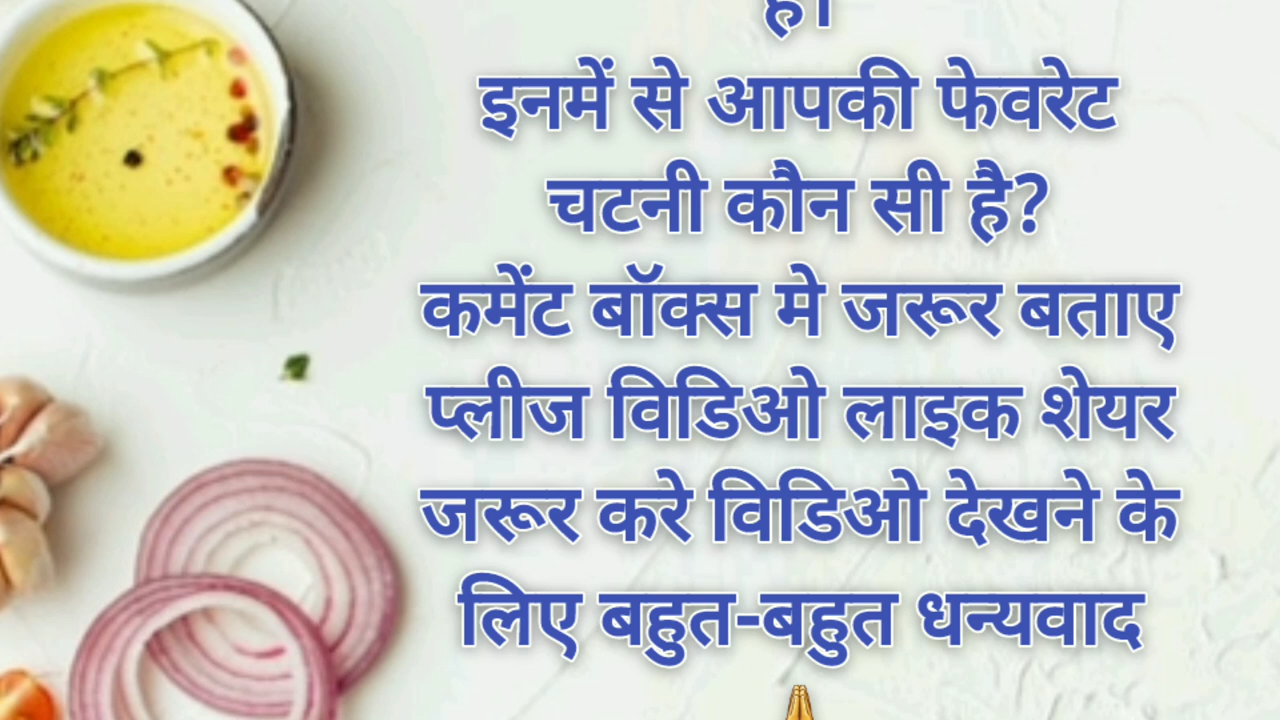 है।
इनमें से आपकी फेवरेट
चटनी कौन सी है?
कमेंट बॉक्स मे जरूर बताए
प्लीज विडिओ लाइक शेयर
जरूर करे विडिओ देखने के
लिए बहुत-बहुत धन्यवाद
🙏